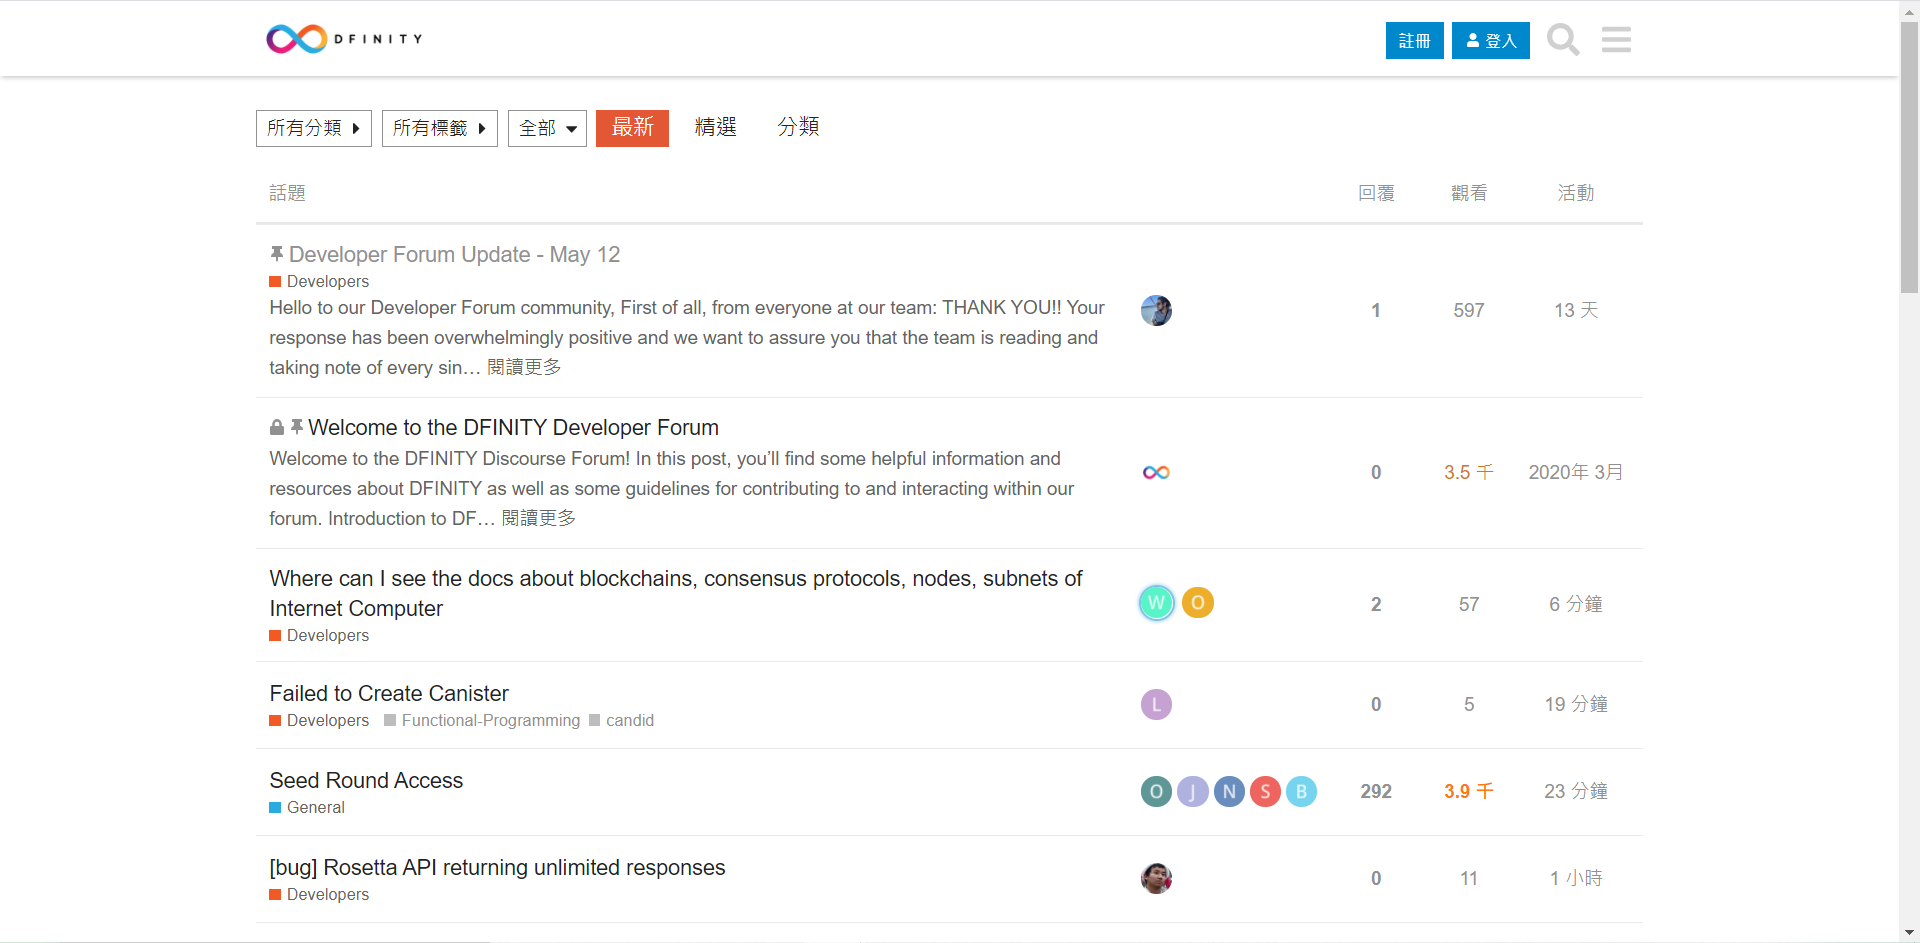 DFINITY
註冊
登入
所有分類
所有標籤
全部
最新
精選
分類
話題
回覆
觀看
活動
Developer Forum Update - May 12
Developers
Hello to our Developer Forum community, First of all, from everyone at our team: THANK YOU!! Your
response has been overwhelmingly positive and we want to assure you that the team is reading and
taking note of every sin… 閱讀更多
1
597
13 天
Welcome to the DFINITY Developer Forum
Welcome to the DFINITY Discourse Forum! In this post, you’ll find some helpful information and
resources about DFINITY as well as some guidelines for contributing to and interacting within our
forum. Introduction to DF… 閱讀更多
0
3.5 千
2020年 3月
Where can I see the docs about blockchains, consensus protocols, nodes, subnets of
Internet Computer
Developers
W
O
2
57
6 分鐘
Failed to Create Canister
Developers Functional-Programming candid
L
0
5
19 分鐘
Seed Round Access
General
O
J
N
S
B
292
3.9 千
23 分鐘
[bug] Rosetta API returning unlimited responses
Developers
0
11
1 小時